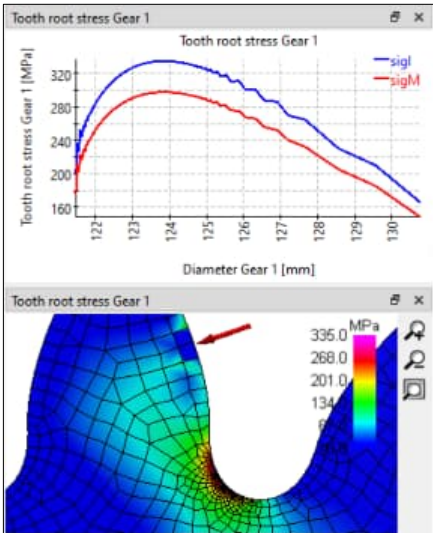 Tooth root stress Gear 1
Tooth root stress Gear 1
Tooth root stress Gear 1 [MPa]
320
280
240
200
160
sigI
sigM
122
123
124
125
126
127
128
129
130
Diameter Gear 1 [mm]
Tooth root stress Gear 1
MPa
335.0
268.0
201.0